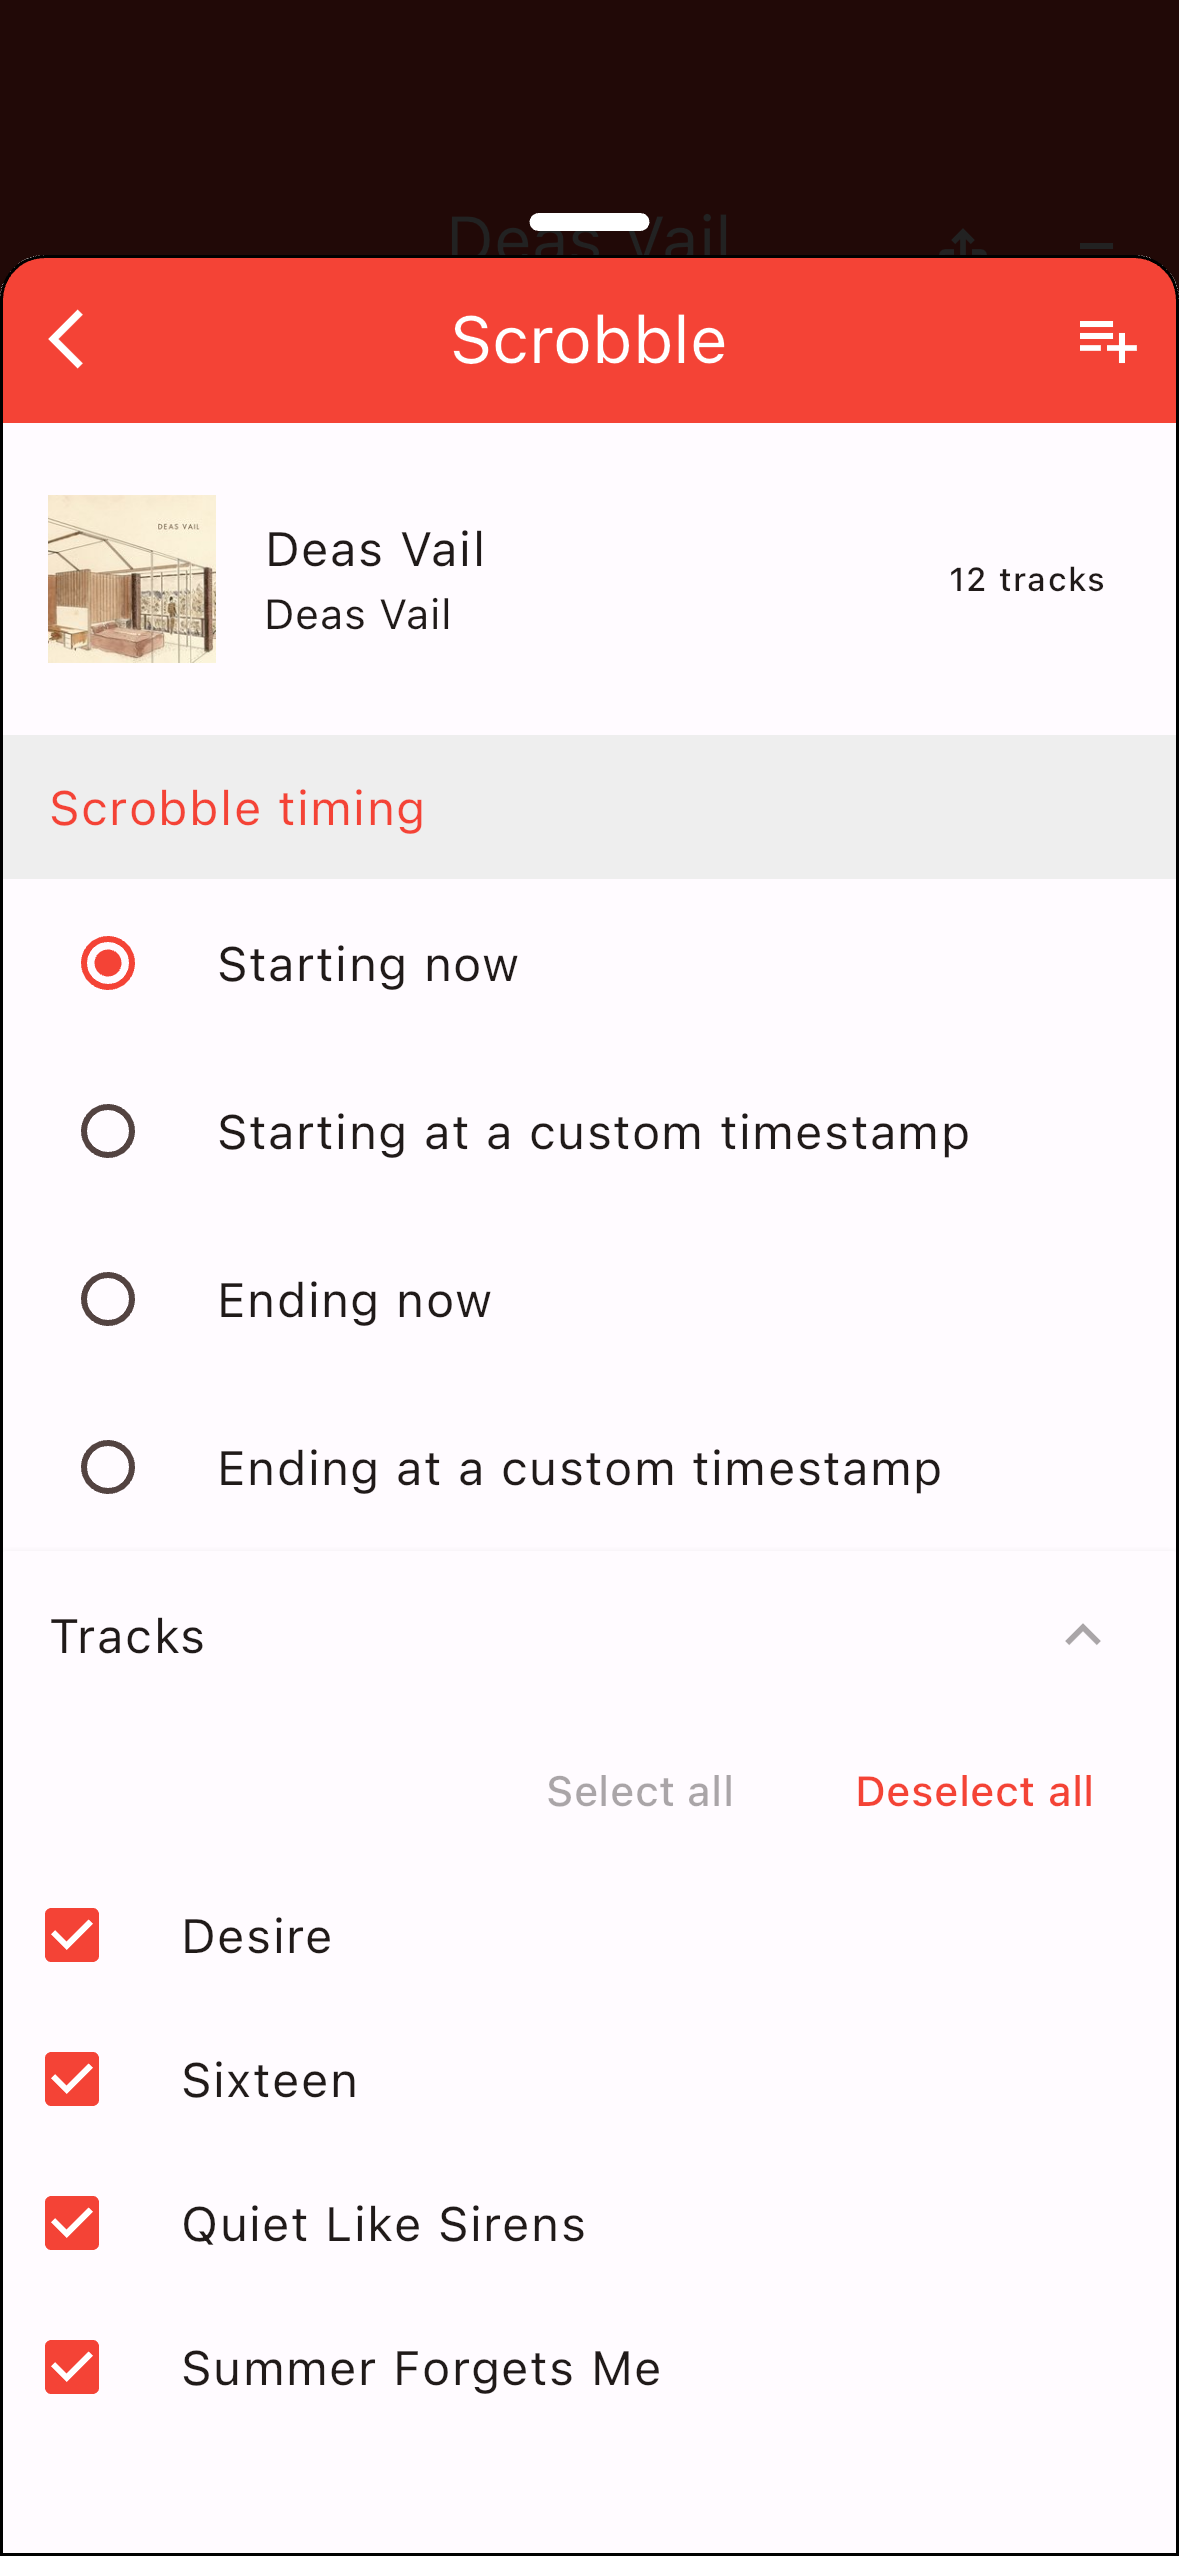 Deas Vail
Scrobble
DEAS VAIL
Deas Vail
Deas Vail
12 tracks
Scrobble timing
Starting now
Starting at a custom timestamp
Ending now
Ending at a custom timestamp
Tracks
Select all
Deselect all
Desire
Sixteen
Quiet Like Sirens
Summer Forgets Me